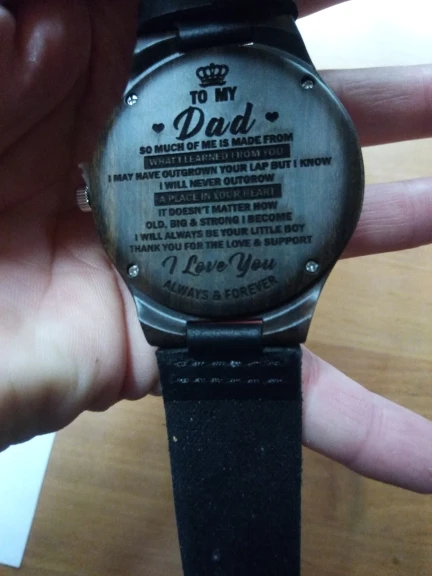 TO MY
Dad
SO MUCH OF ME IS MADE FROM
WHAT I LEARNED FROM YOU
I MAY HAVE OUTGROWN YOUR LAP BUT I KNOW
I WILL NEVER OUTGROW
A PLACE IN YOUR HEART
IT DOESN'T MATTER HOW
OLD, BIG & STRONG I BECOME
I WILL ALWAYS BE YOUR LITTLE BOY
THANK YOU FOR THE LOVE & SUPPORT
I Love You
ALWAYS & FOREVER